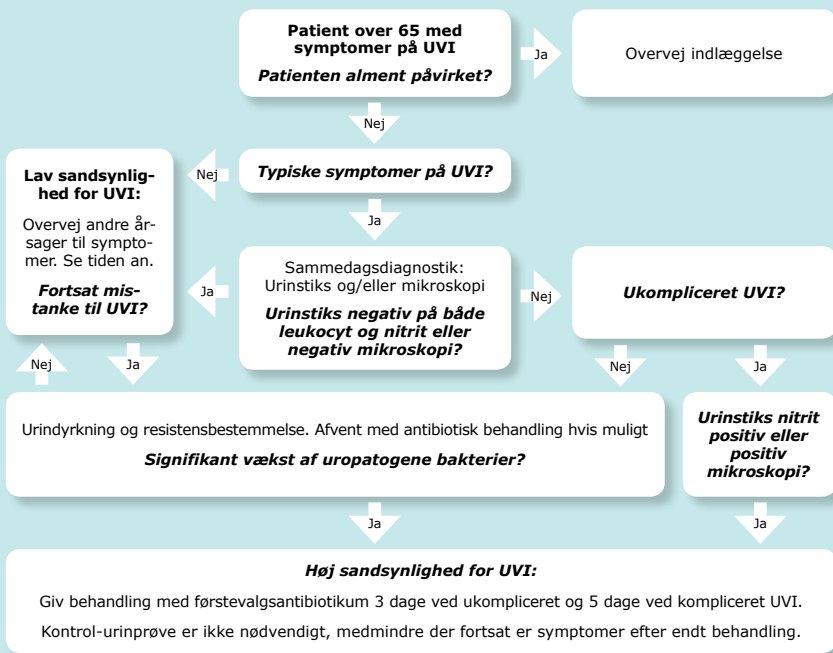 Patient over 65 med
symptomer på UVI
Patienten alment påvirket?
Ja
Overvej indlæggelse
Nej
Typiske symptomer på UVI?
Nej
Lav sandsynlig-
hed for UVI:
Overvej andre år-
sager til sympto-
mer. Se tiden an.
Fortsat mis-
tanke til UVI?
Ja
Sammedagsdiagnostik:
Urinstiks og/eller mikroskopi
Urinstiks negativ på både
leukocyt og nitrit eller
negativ mikroskopi?
Ja
Nej
Ukompliceret UVI?
Nej
Ja
Nej
Ja
Urindyrkning og resistensbestemmelse. Afvent med antibiotisk behandling hvis muligt
Signifikant vækst af uropatogene bakterier?
Urinstiks nitrit
positiv eller
positiv
mikroskopi?
Ja
Ja
Høj sandsynlighed for UVI:
Giv behandling med førstevalgsantibiotikum 3 dage ved ukompliceret og 5 dage ved kompliceret UVI.
Kontrol-urinprøve er ikke nødvendigt, medmindre der fortsat er symptomer efter endt behandling.